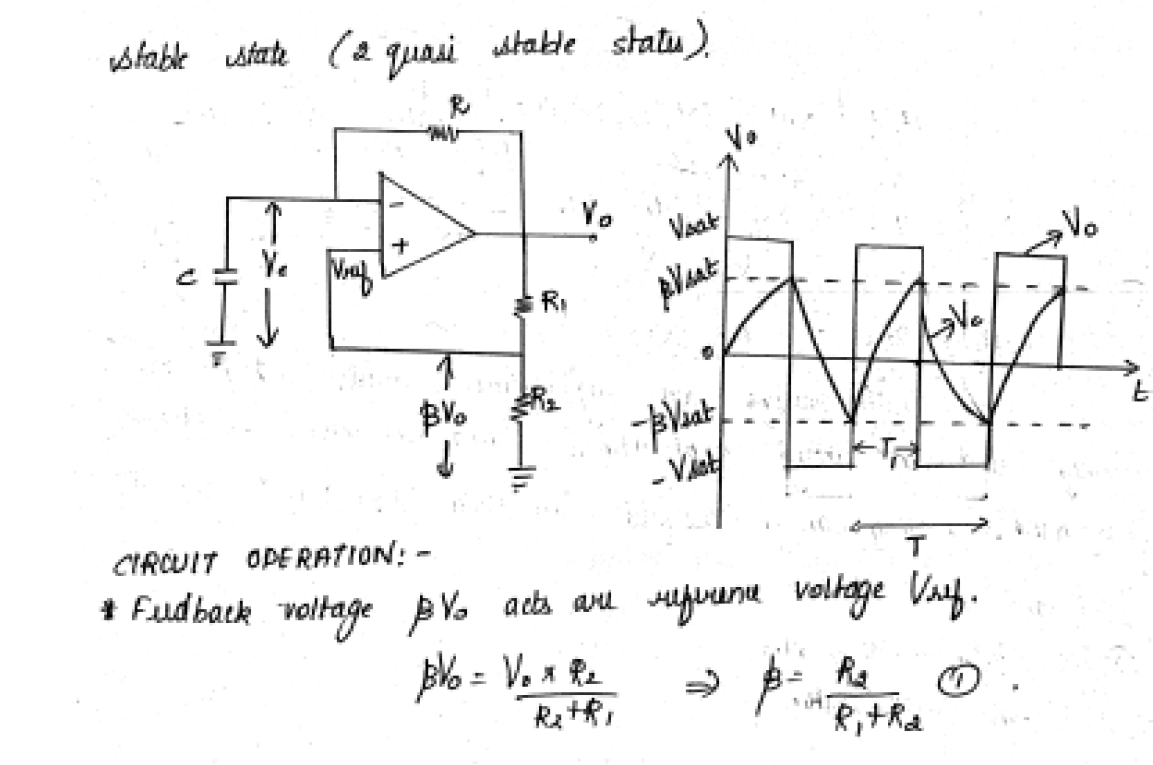 stable state (2 quasi stable status).
R
Vo
Vo
Vsat
Vo
C
Vc
-
+
Vref
βVsat
R1
Vc
0
t
βVo
R2
-βVsat
T1
-Vsat
T
CIRCUIT OPERATION:-
* Feedback voltage βVo acts are reference voltage Vref.
βVo = Vo x R2 / R2+R1 ⇒ β = R2 / R1+R2 ①.